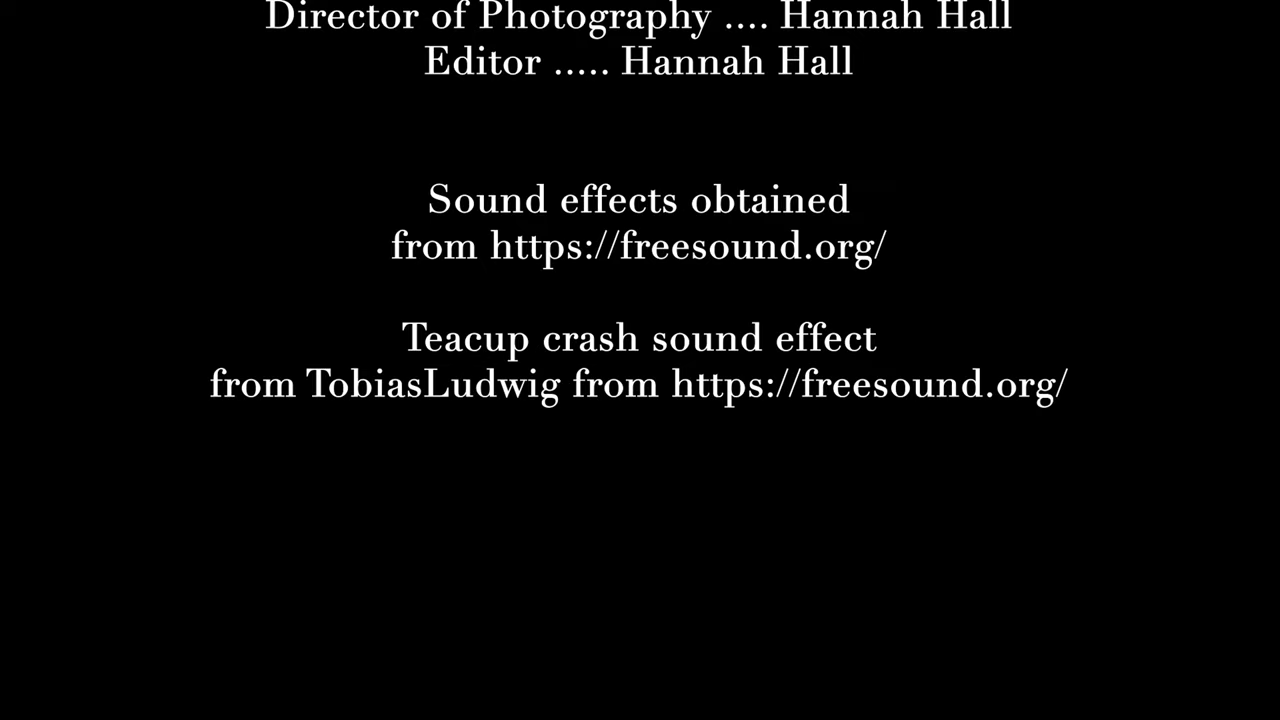 Director of Photography .... Hannah Hall
Editor ..... Hannah Hall
Sound effects obtained
from https://freesound.org/
Teacup crash sound effect
from TobiasLudwig from https://freesound.org/